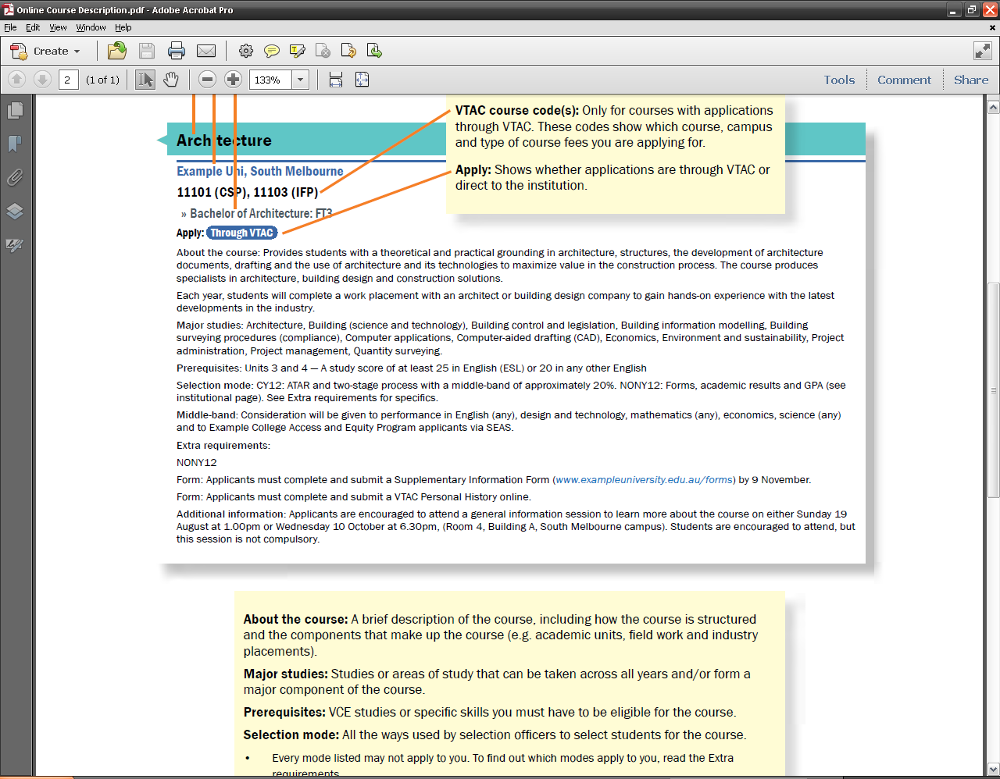 Online Course Description.pdf - Adobe Acrobat Pro
File Edit View Window Help
Create
2 (1 of 1) 133% Tools Comment Share
VTAC course code(s): Only for courses with applications
through VTAC. These codes show which course, campus
and type of course fees you are applying for.
Apply: Shows whether applications are through VTAC or
direct to the institution.
Architecture
Example Uni, South Melbourne
11101 (CSP), 11103 (IFP)
» Bachelor of Architecture: FT3
Apply: Through VTAC
About the course: Provides students with a theoretical and practical grounding in architecture, structures, the development of architecture
documents, drafting and the use of architecture and its technologies to maximize value in the construction process. The course produces
specialists in architecture, building design and construction solutions.
Each year, students will complete a work placement with an architect or building design company to gain hands-on experience with the latest
developments in the industry.
Major studies: Architecture, Building (science and technology), Building control and legislation, Building information modelling, Building
surveying procedures (compliance), Computer applications, Computer-aided drafting (CAD), Economics, Environment and sustainability, Project
administration, Project management, Quantity surveying.
Prerequisites: Units 3 and 4 — A study score of at least 25 in English (ESL) or 20 in any other English
Selection mode: CY12: ATAR and two-stage process with a middle-band of approximately 20%. NONY12: Forms, academic results and GPA (see
institutional page). See Extra requirements for specifics.
Middle-band: Consideration will be given to performance in English (any), design and technology, mathematics (any), economics, science (any)
and to Example College Access and Equity Program applicants via SEAS.
Extra requirements:
NONY12
Form: Applicants must complete and submit a Supplementary Information Form (www.exampleuniversity.edu.au/forms) by 9 November.
Form: Applicants must complete and submit a VTAC Personal History online.
Additional information: Applicants are encouraged to attend a general information session to learn more about the course on either Sunday 19
August at 1.00pm or Wednesday 10 October at 6.30pm, (Room 4, Building A, South Melbourne campus). Students are encouraged to attend, but
this session is not compulsory.
About the course: A brief description of the course, including how the course is structured
and the components that make up the course (e.g. academic units, field work and industry
placements).
Major studies: Studies or areas of study that can be taken across all years and/or form a
major component of the course.
Prerequisites: VCE studies or specific skills you must have to be eligible for the course.
Selection mode: All the ways used by selection officers to select students for the course.
• Every mode listed may not apply to you. To find out which modes apply to you, read the Extra
requirements